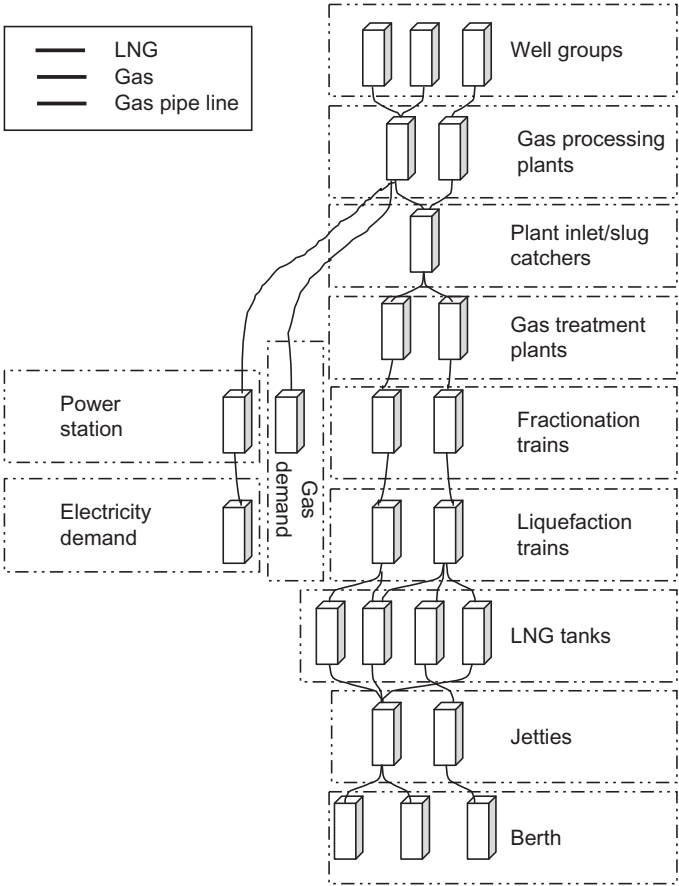 LNG
Gas
Gas pipe line
Well groups
Gas processing
plants
Plant inlet/slug
catchers
Gas treatment
plants
Power
station
Fractionation
trains
Gas
demand
Electricity
demand
Liquefaction
trains
LNG tanks
Jetties
Berth